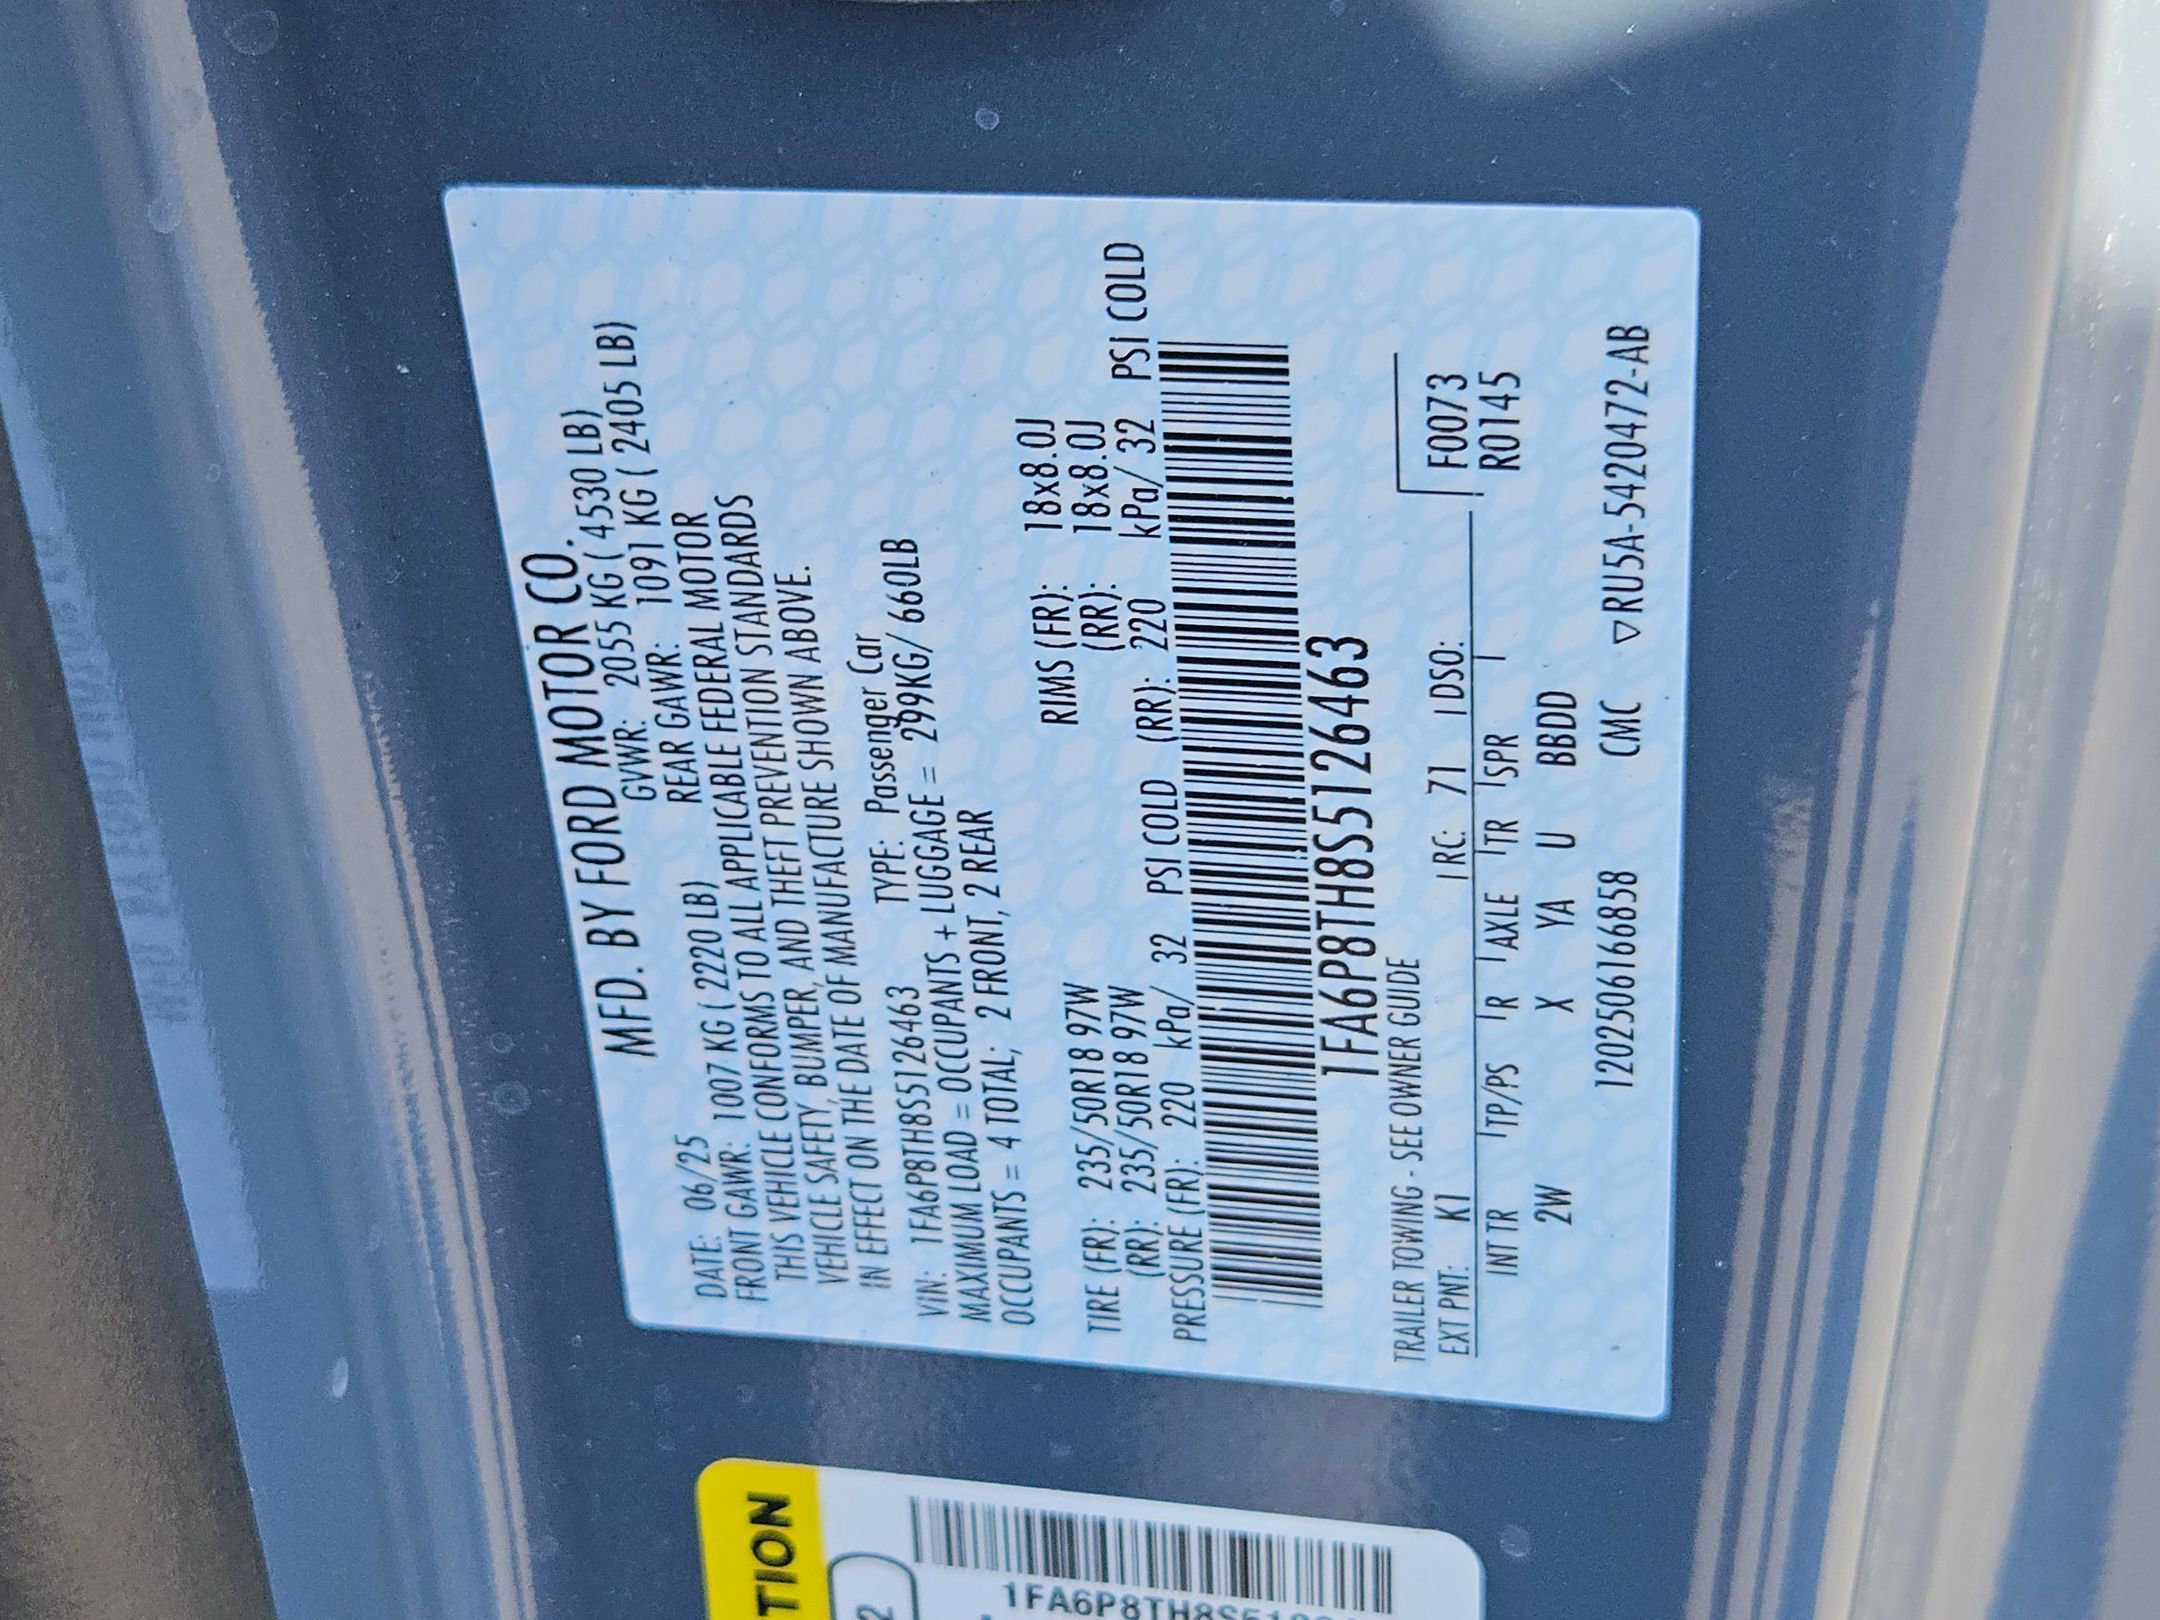 MFD. BY FORD MOTOR CO.
DATE: 06/25 GVWR: 2055 KG ( 4530 LB)
FRONT GAWR: 1007 KG ( 2220 LB) REAR GAWR: 1091 KG ( 2405 LB)
THIS VEHICLE CONFORMS TO ALL APPLICABLE FEDERAL MOTOR
VEHICLE SAFETY, BUMPER, AND THEFT PREVENTION STANDARDS
IN EFFECT ON THE DATE OF MANUFACTURE SHOWN ABOVE.
VIN: 1FA6P8TH8S5126463 TYPE: Passenger Car
MAXIMUM LOAD = OCCUPANTS + LUGGAGE = 299KG/ 660LB
OCCUPANTS = 4 TOTAL; 2 FRONT, 2 REAR
TIRE (FR): 235/50R18 97W RIMS (FR): 18x8.0J
(RR): 235/50R18 97W (RR): 18x8.0J
PRESSURE (FR): 220 kPa/ 32 PSI COLD (RR): 220 kPa/ 32 PSI COLD
1FA6P8TH8S5126463
TRAILER TOWING - SEE OWNER GUIDE
EXT PNT: K1 RC: 71 DSO: F0073
INT TR TP/PS R AXLE TR SPR R0145
2W X YA U BBDD
1202506166858 CMC ▽RU5A-5420472-AB
TION
2
1FA6P8TH8S5